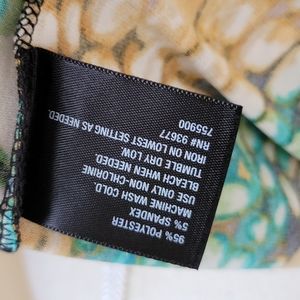 95% POLYESTER
5% SPANDEX
MACHINE WASH COLD.
USE ONLY NON-CHLORINE
BLEACH WHEN NEEDED.
TUMBLE DRY LOW.
IRON ON LOWEST SETTING AS NEEDED.
RN# 93677
755900